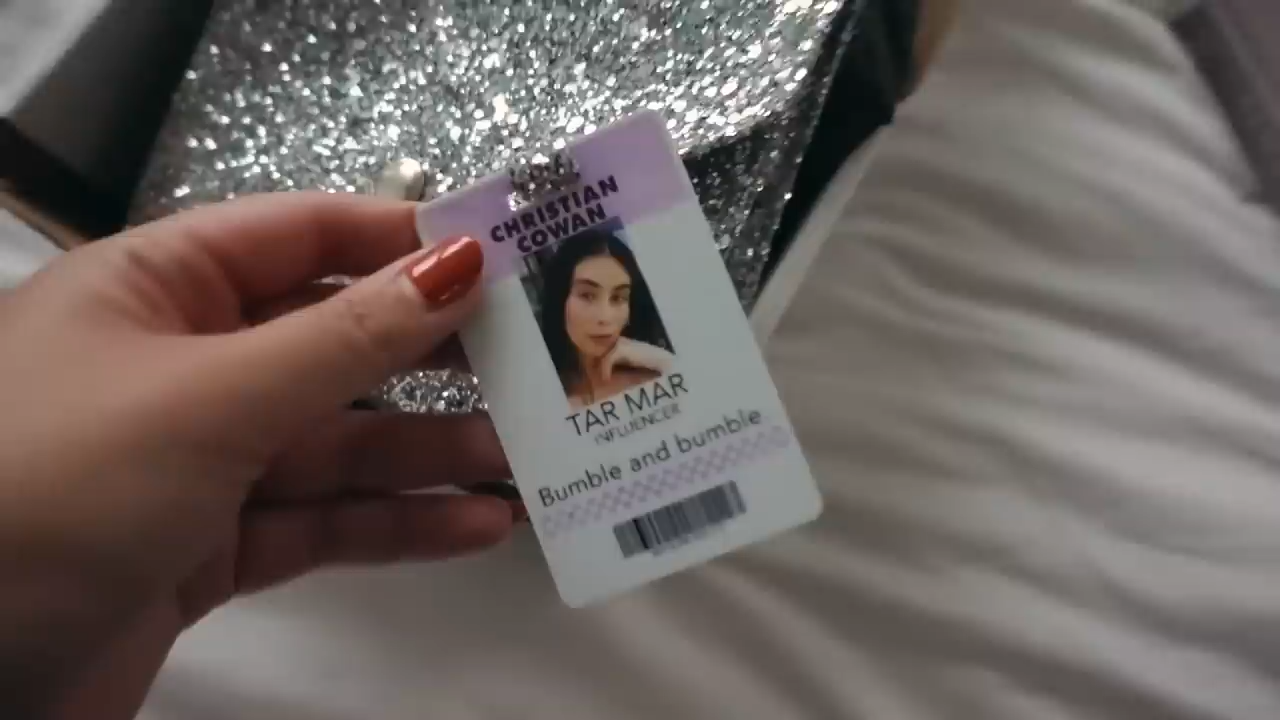 CHRISTIAN
COWAN
TAR MAR
INFLUENCER
Bumble and bumble